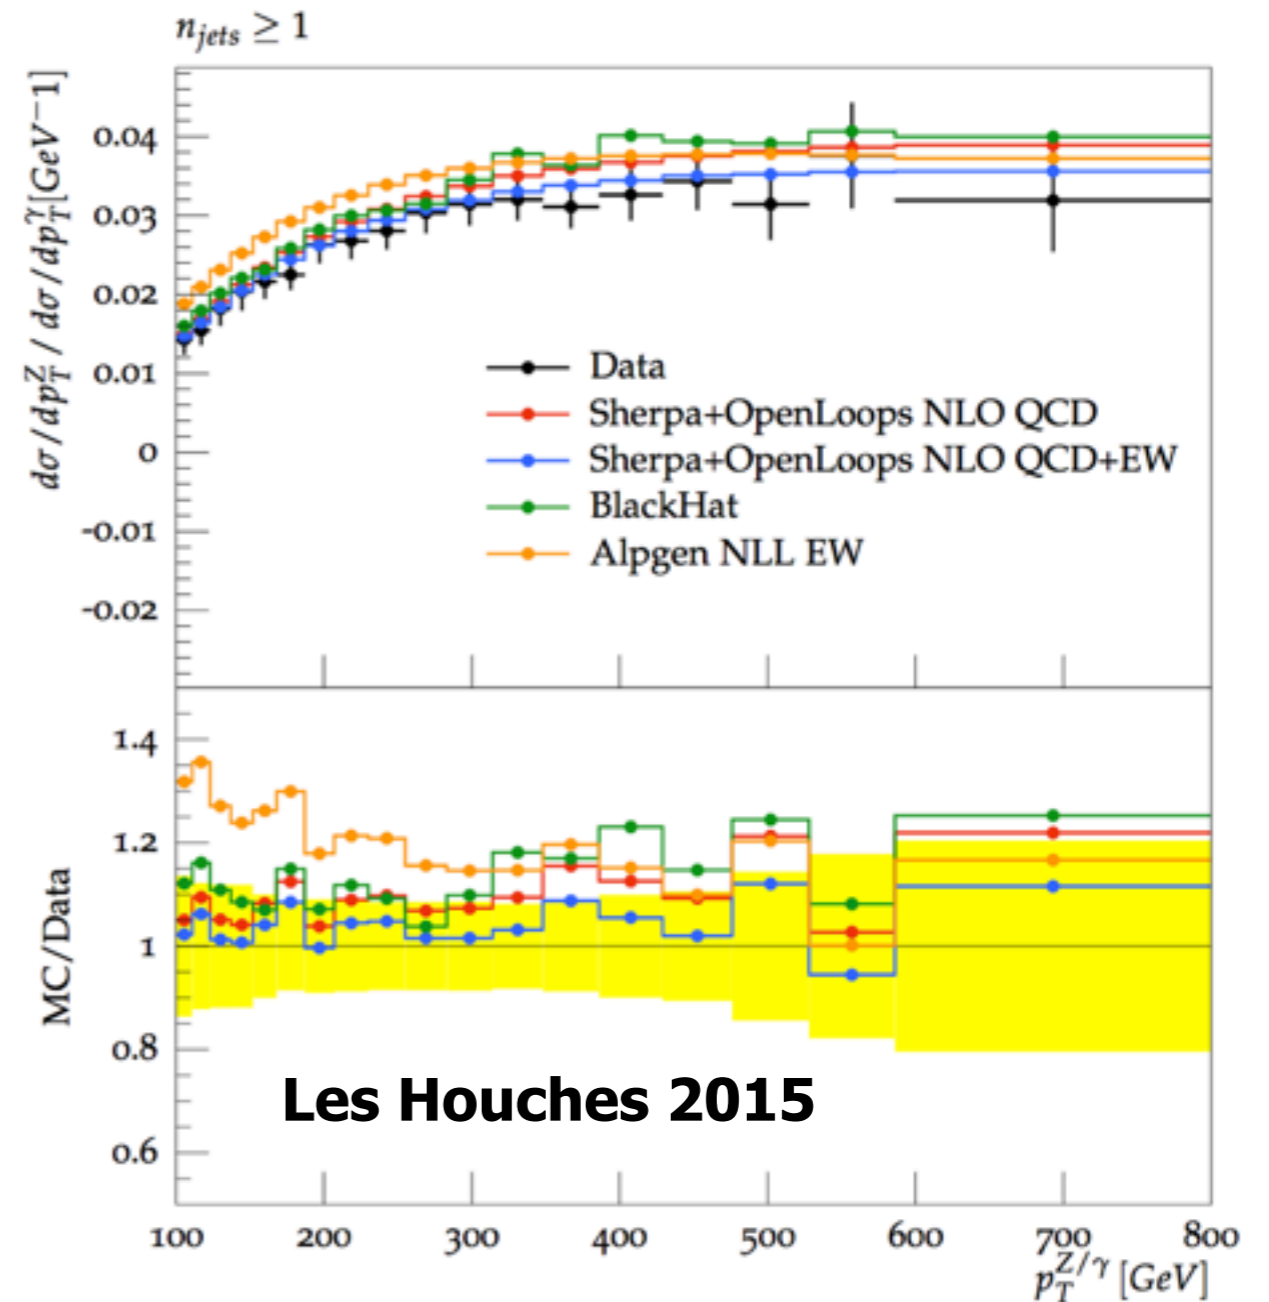 n_jets ≥ 1
dσ/dp_T^Z / dσ/dp_T^γ [GeV^−1]
0.04
0.03
0.02
0.01
0
-0.01
-0.02
Data
Sherpa+OpenLoops NLO QCD
Sherpa+OpenLoops NLO QCD+EW
BlackHat
Alpgen NLL EW
MC/Data
1.4
1.2
1
0.8
0.6
Les Houches 2015
100 200 300 400 500 600 700 800
p_T^Z/γ [GeV]